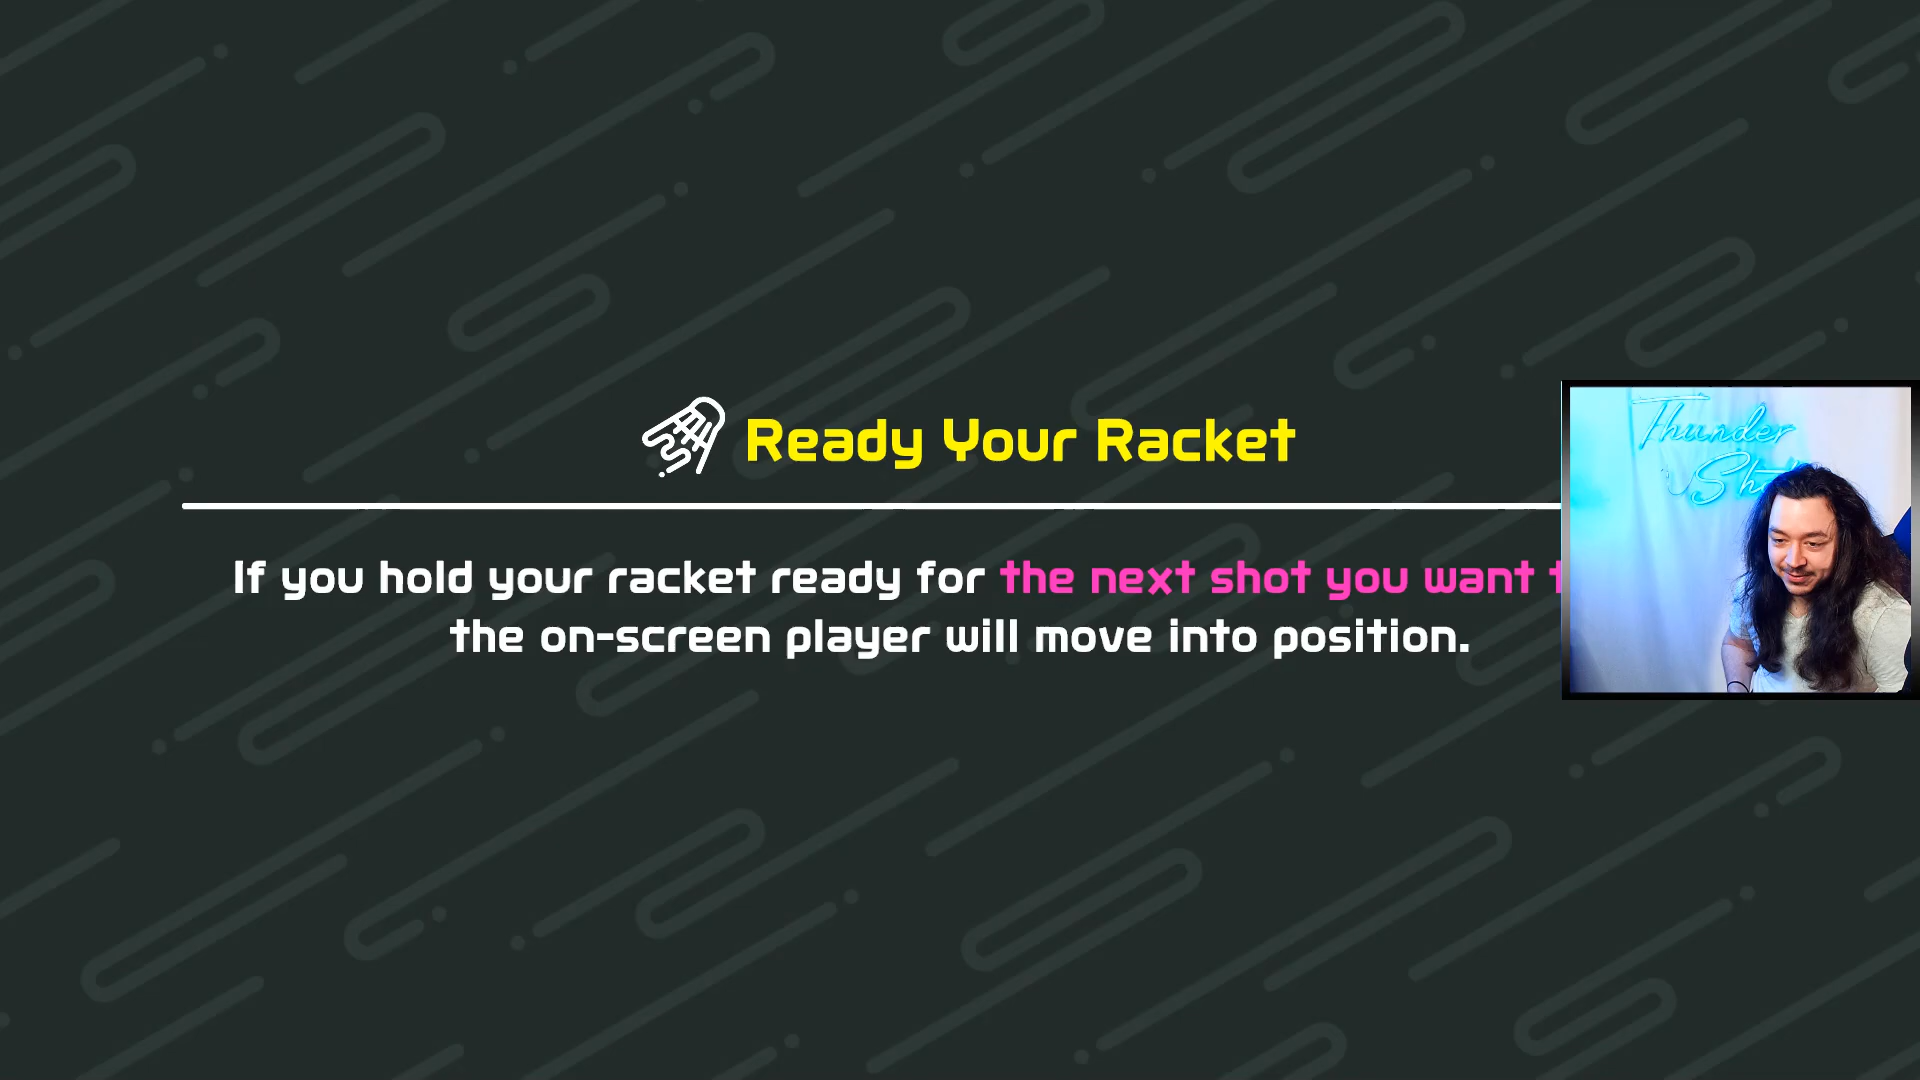 Ready Your Racket
If you hold your racket ready for the next shot you want
the on-screen player will move into position.
Thunder